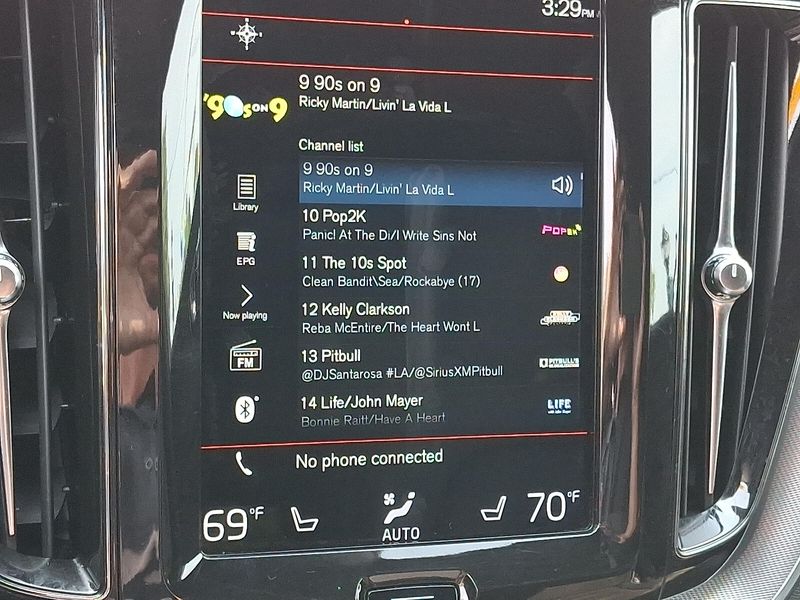 3:29PM
'90s ON 9
9 90s on 9
Ricky Martin/Livin' La Vida L
Channel list
9 90s on 9
Ricky Martin/Livin' La Vida L
Library
10 Pop2K
Panic! At The Di/I Write Sins Not
POP2K
EPG
11 The 10s Spot
Clean Bandit\Sea/Rockabye (17)
Now playing
12 Kelly Clarkson
Reba McEntire/The Heart Wont L
FM
13 Pitbull
@DJSantarosa #LA/@SiriusXMPitbull
PITBULL'S
14 Life/John Mayer
Bonnie Raitt/Have A Heart
LIFE
No phone connected
69°F
AUTO
70°F